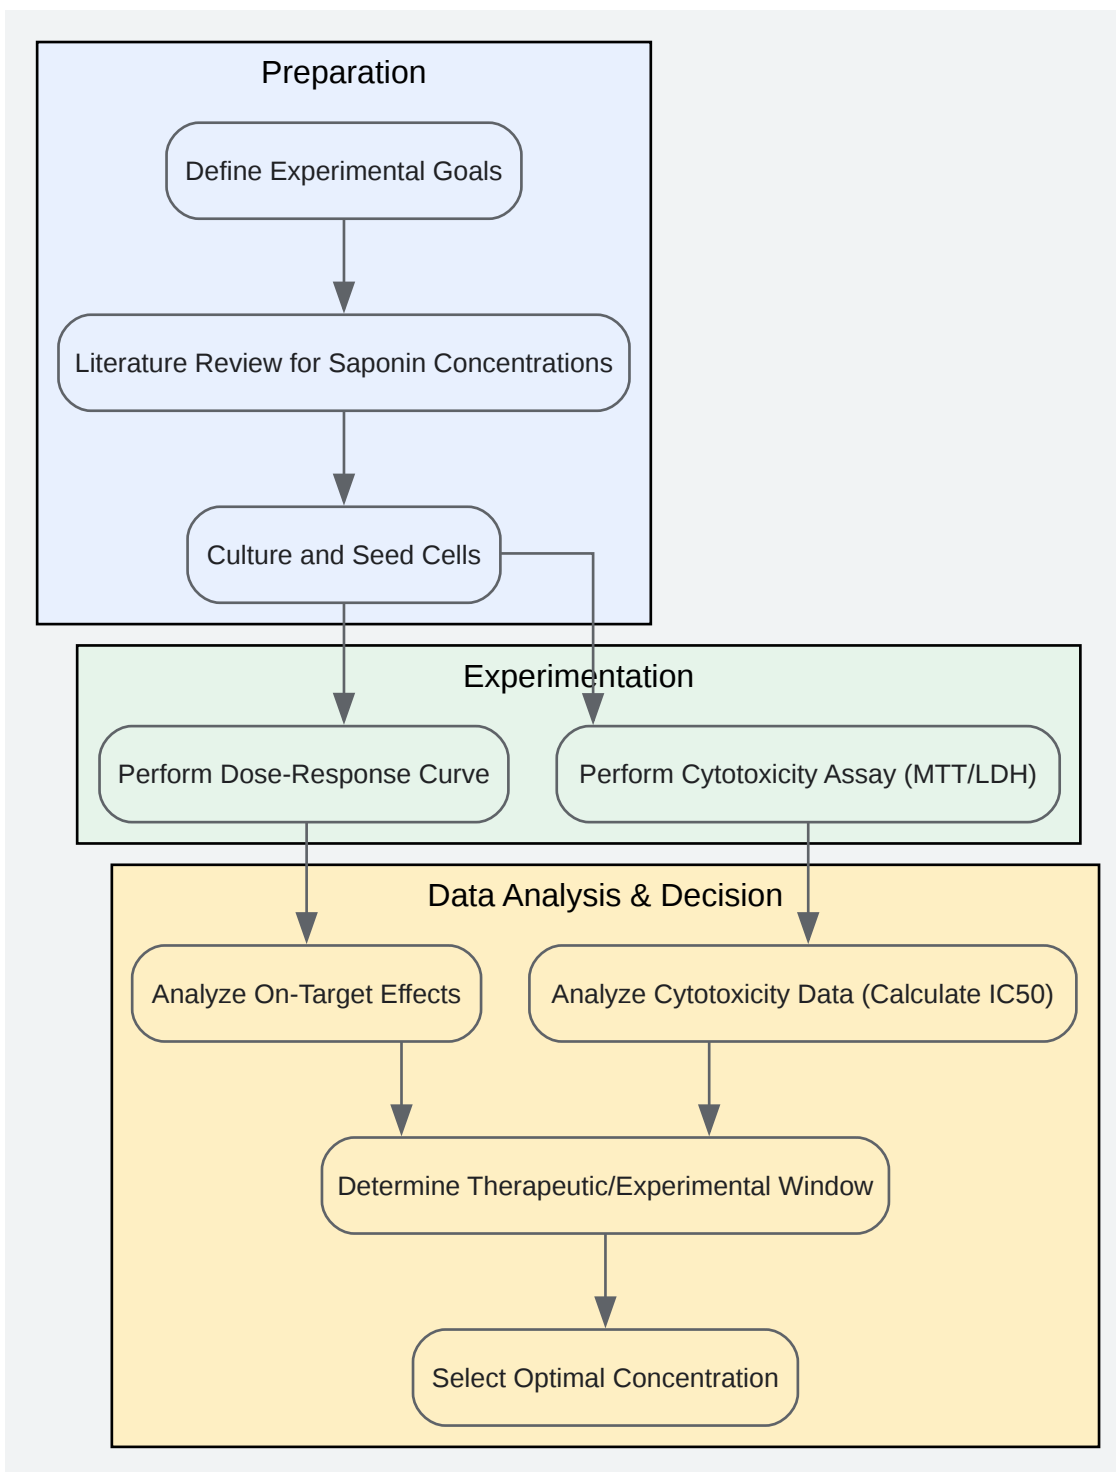 Preparation
Define Experimental Goals
Literature Review for Saponin Concentrations
Culture and Seed Cells
Experimentation
Perform Dose-Response Curve
Perform Cytotoxicity Assay (MTT/LDH)
Data Analysis & Decision
Analyze On-Target Effects
Analyze Cytotoxicity Data (Calculate IC50)
Determine Therapeutic/Experimental Window
Select Optimal Concentration